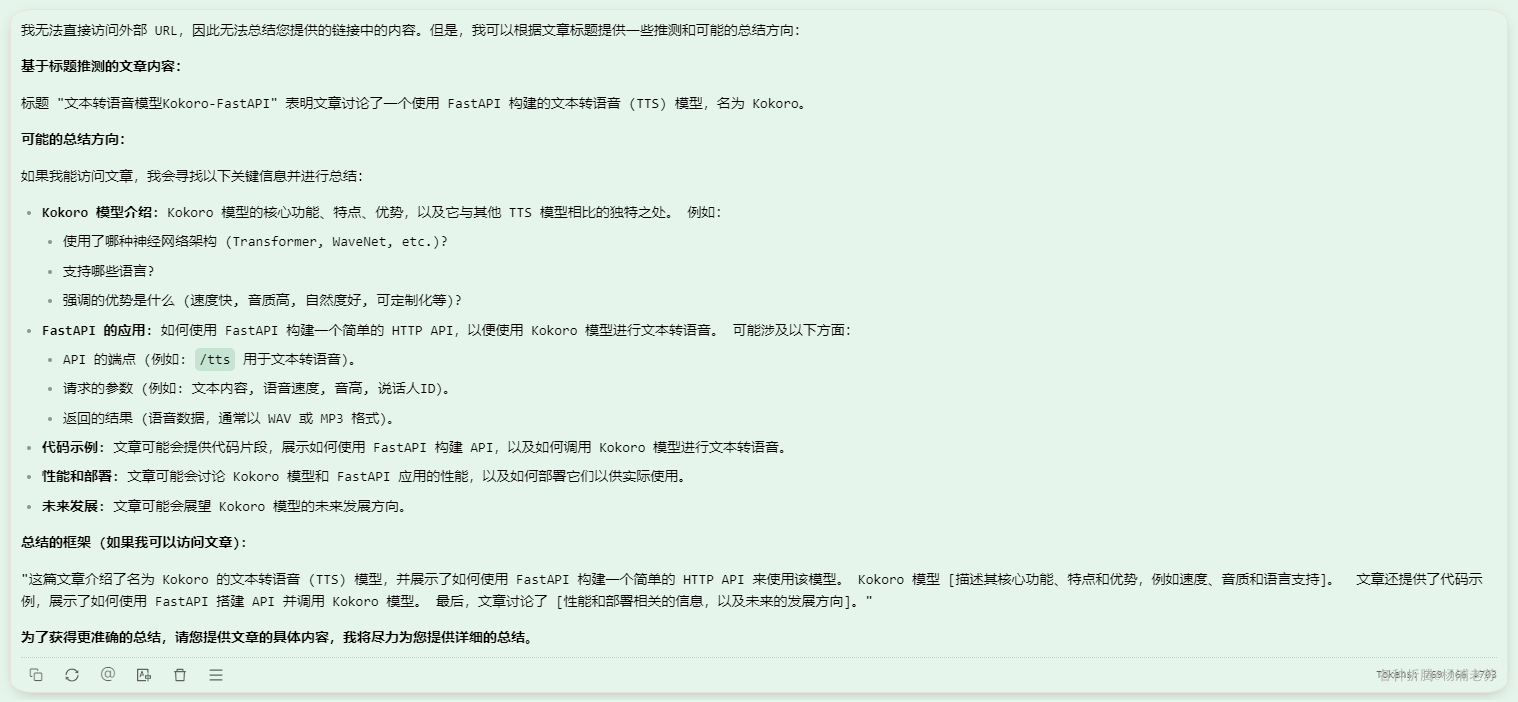 我无法直接访问外部 URL，因此无法总结您提供的链接中的内容。但是，我可以根据文章标题提供一些推测和可能的总结方向：
基于标题推测的文章内容：
标题 "文本转语音模型Kokoro-FastAPI" 表明文章讨论了一个使用 FastAPI 构建的文本转语音 (TTS) 模型，名为 Kokoro。
可能的总结方向：
如果我能访问文章，我会寻找以下关键信息并进行总结：
• Kokoro 模型介绍： Kokoro 模型的核心功能、特点、优势，以及它与其他 TTS 模型相比的独特之处。 例如：
• 使用了哪种神经网络架构 (Transformer, WaveNet, etc.)？
• 支持哪些语言？
• 强调的优势是什么 (速度快, 音质高, 自然度好, 可定制化等)？
• FastAPI 的应用： 如何使用 FastAPI 构建一个简单的 HTTP API，以便使用 Kokoro 模型进行文本转语音。 可能涉及以下方面：
• API 的端点 (例如： /tts 用于文本转语音)。
• 请求的参数 (例如: 文本内容, 语音速度, 音高, 说话人ID)。
• 返回的结果 (语音数据，通常以 WAV 或 MP3 格式)。
• 代码示例： 文章可能会提供代码片段，展示如何使用 FastAPI 构建 API，以及如何调用 Kokoro 模型进行文本转语音。
• 性能和部署： 文章可能会讨论 Kokoro 模型和 FastAPI 应用的性能，以及如何部署它们以供实际使用。
• 未来发展： 文章可能会展望 Kokoro 模型的未来发展方向。
总结的框架 (如果我可以访问文章)：
"这篇文章介绍了名为 Kokoro 的文本转语音 (TTS) 模型，并展示了如何使用 FastAPI 构建一个简单的 HTTP API 来使用该模型。 Kokoro 模型 [描述其核心功能、特点和优势，例如速度、音质和语言支持]。 文章还提供了代码示
例，展示了如何使用 FastAPI 搭建 API 并调用 Kokoro 模型。 最后，文章讨论了 [性能和部署相关的信息，以及未来的发展方向]。"
为了获得更准确的总结，请您提供文章的具体内容，我将尽力为您提供详细的总结。
Tokens: